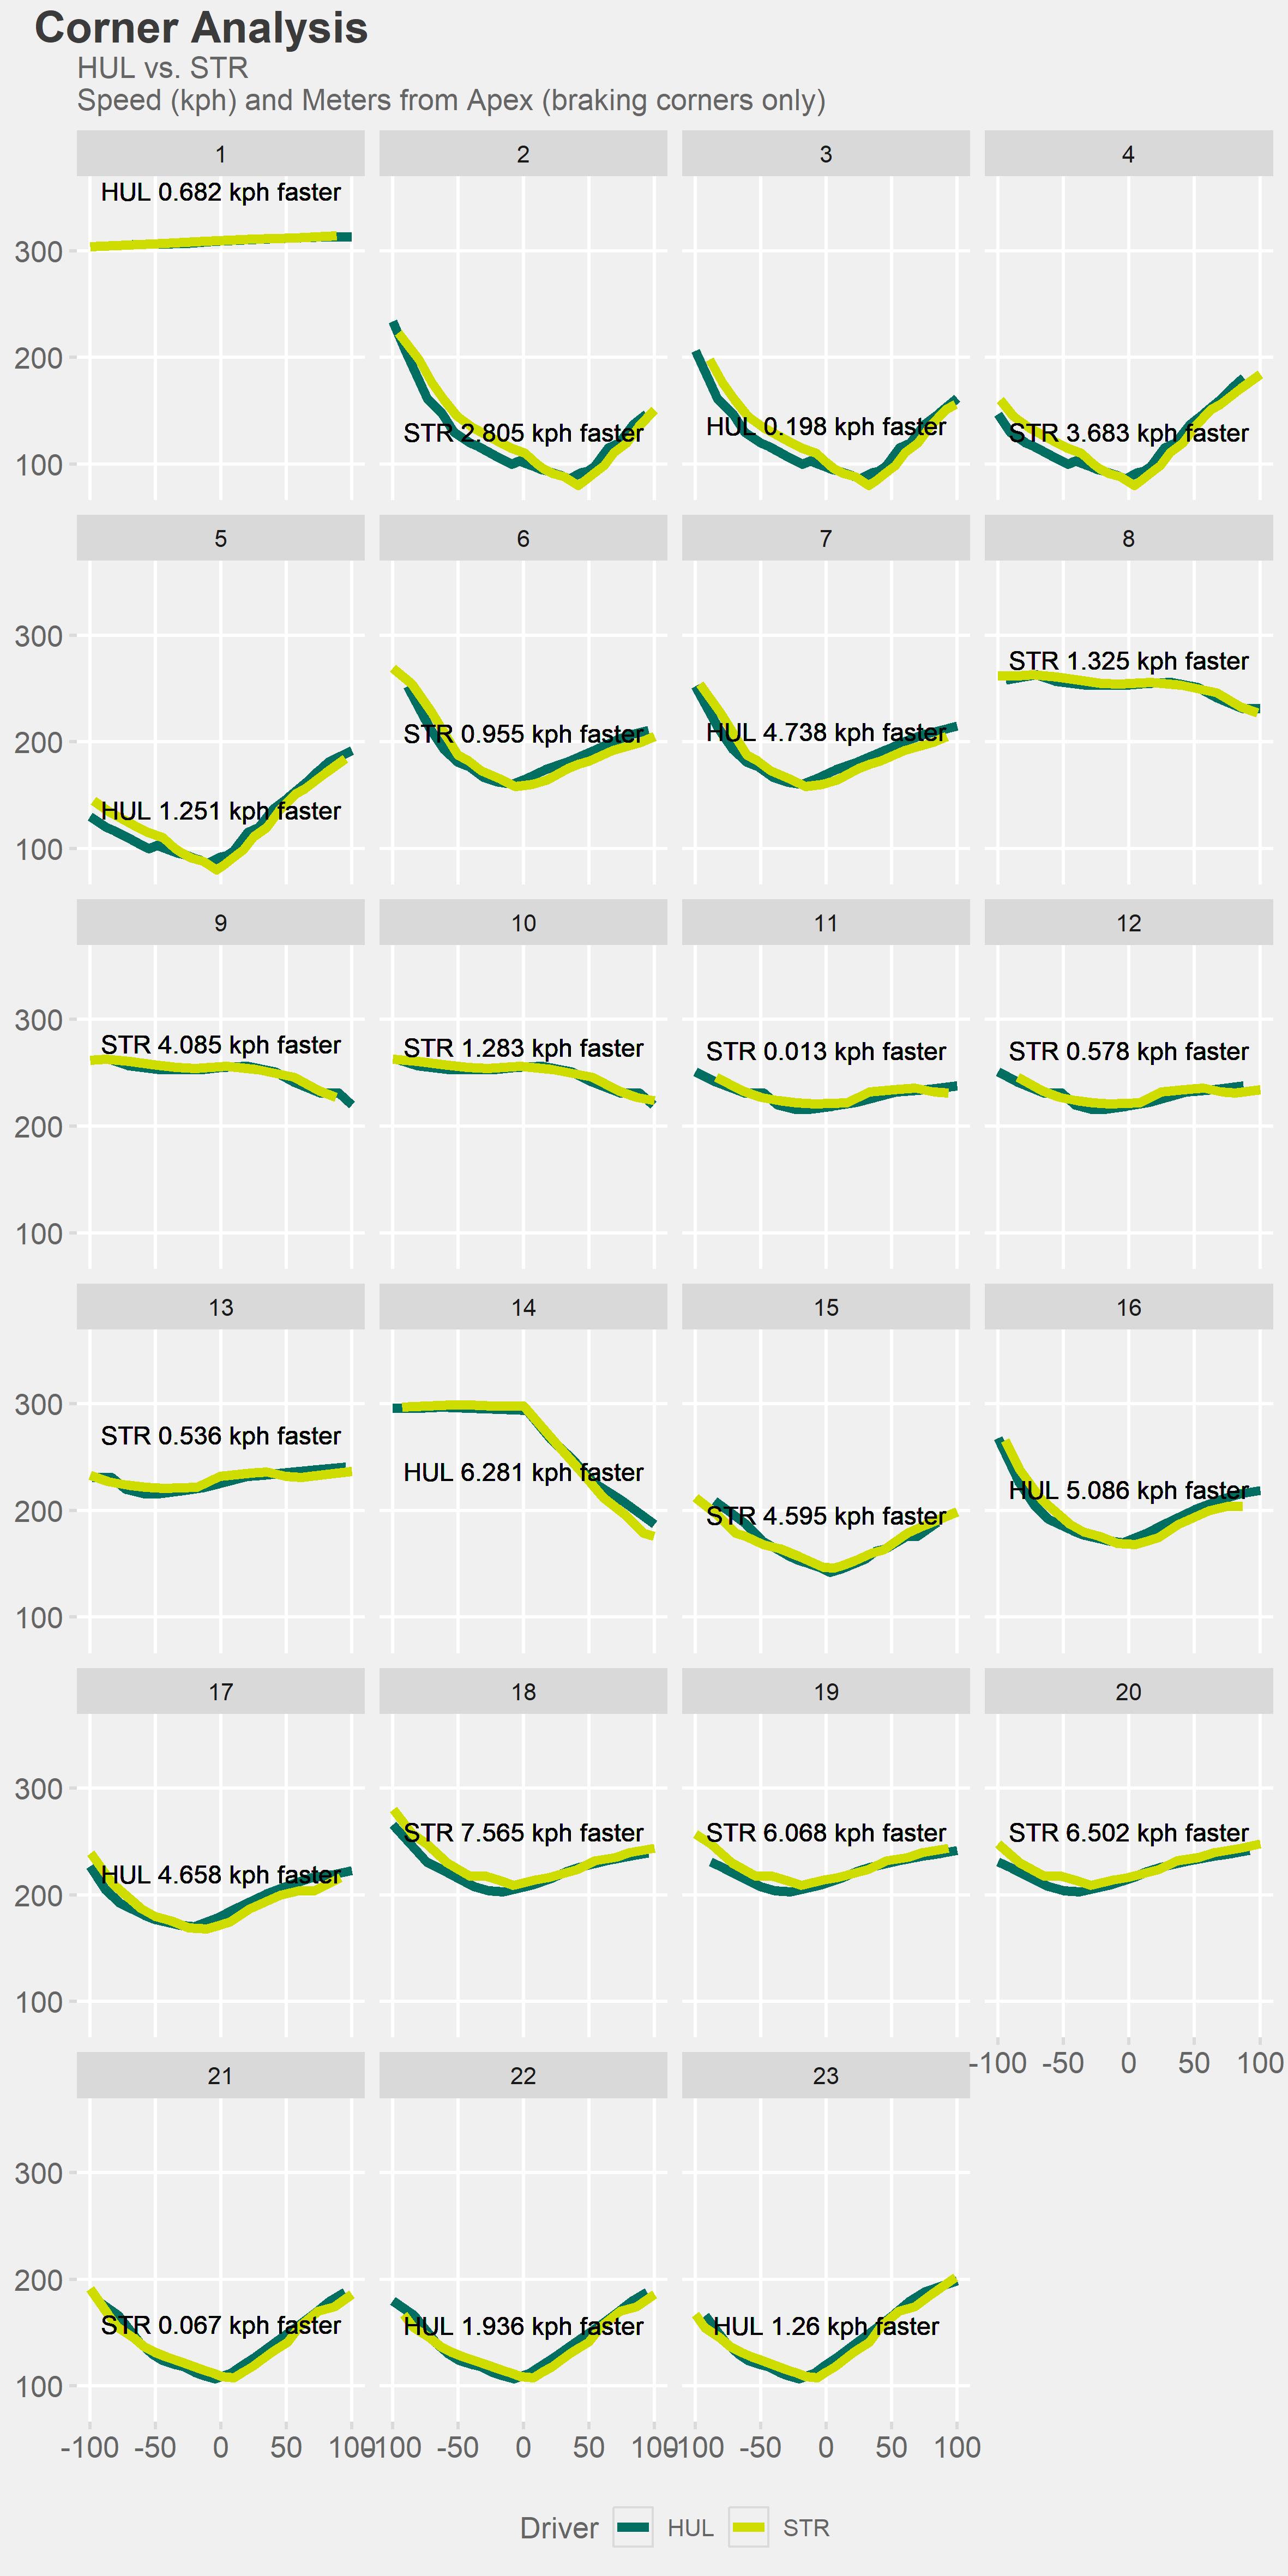 Corner Analysis
HUL vs. STR
Speed (kph) and Meters from Apex (braking corners only)
1 2 3 4
HUL 0.682 kph faster
STR 2.805 kph faster
HUL 0.198 kph faster
STR 3.683 kph faster
300
200
100
5 6 7 8
HUL 1.251 kph faster
STR 0.955 kph faster
HUL 4.738 kph faster
STR 1.325 kph faster
300
200
100
9 10 11 12
STR 4.085 kph faster
STR 1.283 kph faster
STR 0.013 kph faster
STR 0.578 kph faster
300
200
100
13 14 15 16
STR 0.536 kph faster
HUL 6.281 kph faster
STR 4.595 kph faster
HUL 5.086 kph faster
300
200
100
17 18 19 20
HUL 4.658 kph faster
STR 7.565 kph faster
STR 6.068 kph faster
STR 6.502 kph faster
300
200
100
-100 -50 0 50 100
21 22 23
STR 0.067 kph faster
HUL 1.936 kph faster
HUL 1.26 kph faster
300
200
100
-100 -50 0 50 100
-100 -50 0 50 100
-100 -50 0 50 100
Driver HUL STR